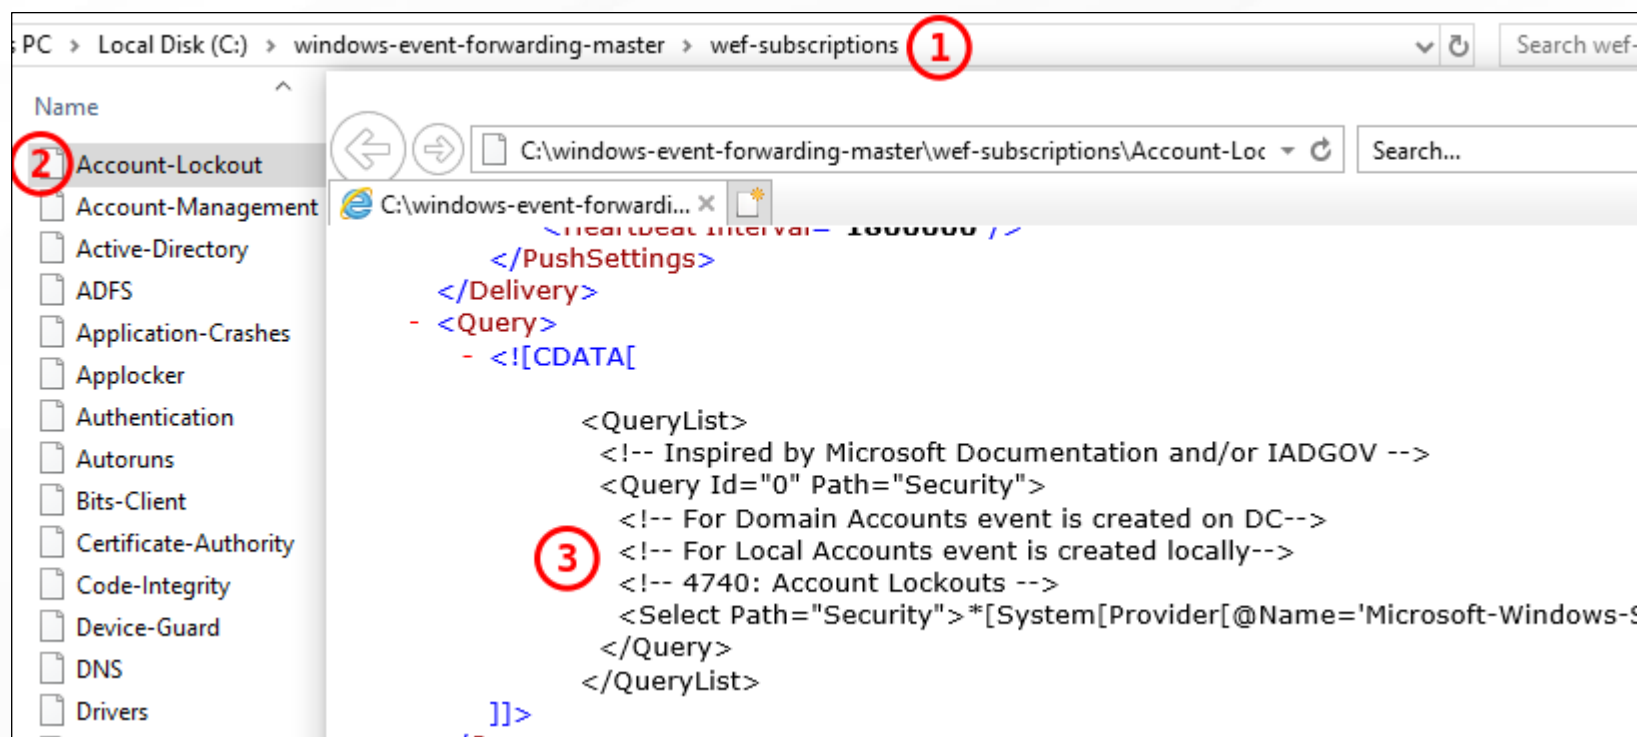 PC > Local Disk (C:) > windows-event-forwarding-master > wef-subscriptions
1
Search wef-
Name
2
Account-Lockout
Account-Management
Active-Directory
ADFS
Application-Crashes
Applocker
Authentication
Autoruns
Bits-Client
Certificate-Authority
Code-Integrity
Device-Guard
DNS
Drivers
C:\windows-event-forwarding-master\wef-subscriptions\Account-Loc
Search...
C:\windows-event-forwardi...
<Heartbeat Interval="1800000"/>
</PushSettings>
</Delivery>
- <Query>
- <![CDATA[
<QueryList>
<!-- Inspired by Microsoft Documentation and/or IADGOV -->
<Query Id="0" Path="Security">
<!-- For Domain Accounts event is created on DC-->
3
<!-- For Local Accounts event is created locally-->
<!-- 4740: Account Lockouts -->
<Select Path="Security">*[System[Provider[@Name='Microsoft-Windows-S
</Query>
</QueryList>
]]>